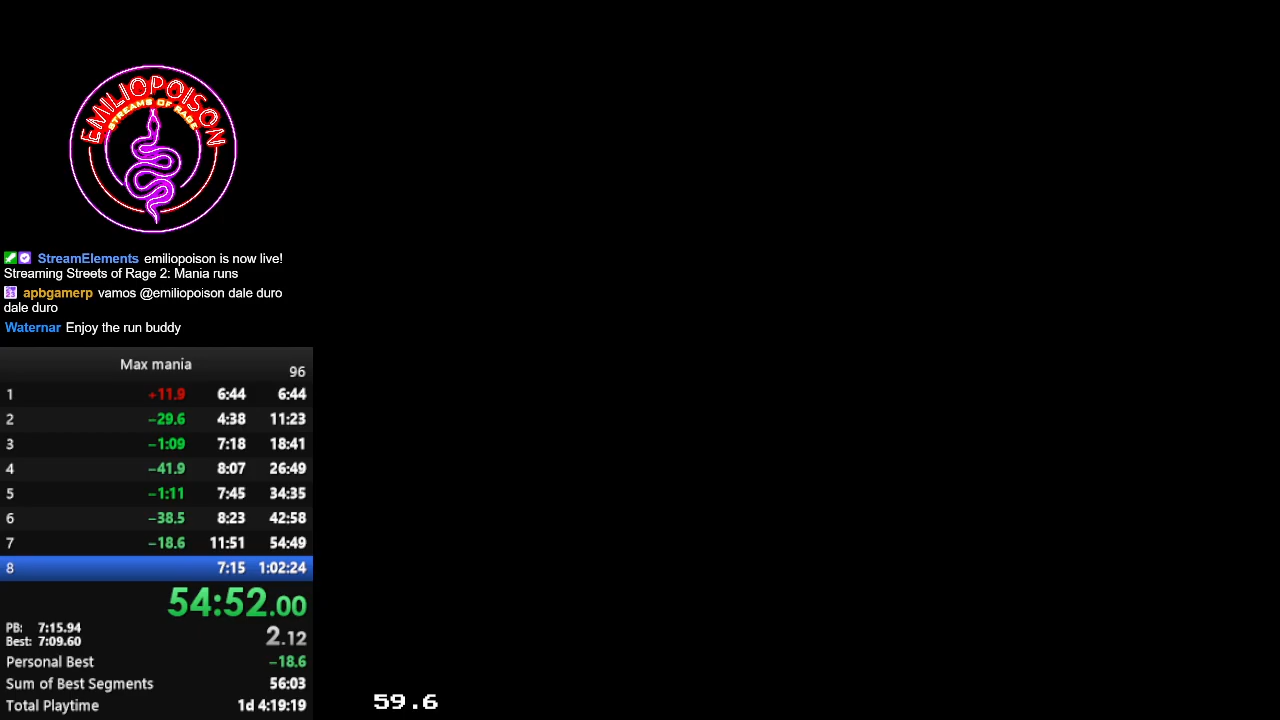 EMILIOPOISON
STREAMS OF RAGE
StreamElements emiliopoison is now live!
Streaming Streets of Rage 2: Mania runs
apbgamerp vamos @emiliopoison dale duro
dale duro
Waternar Enjoy the run buddy
Max mania
96
1 +11.9 6:44 6:44
2 −29.6 4:38 11:23
3 −1:09 7:18 18:41
4 −41.9 8:07 26:49
5 −1:11 7:45 34:35
6 −38.5 8:23 42:58
7 −18.6 11:51 54:49
8 7:15 1:02:24
54:52.00
PB: 7:15.94
Best: 7:09.60
2.12
Personal Best −18.6
Sum of Best Segments 56:03
Total Playtime 1d 4:19:19
59.6